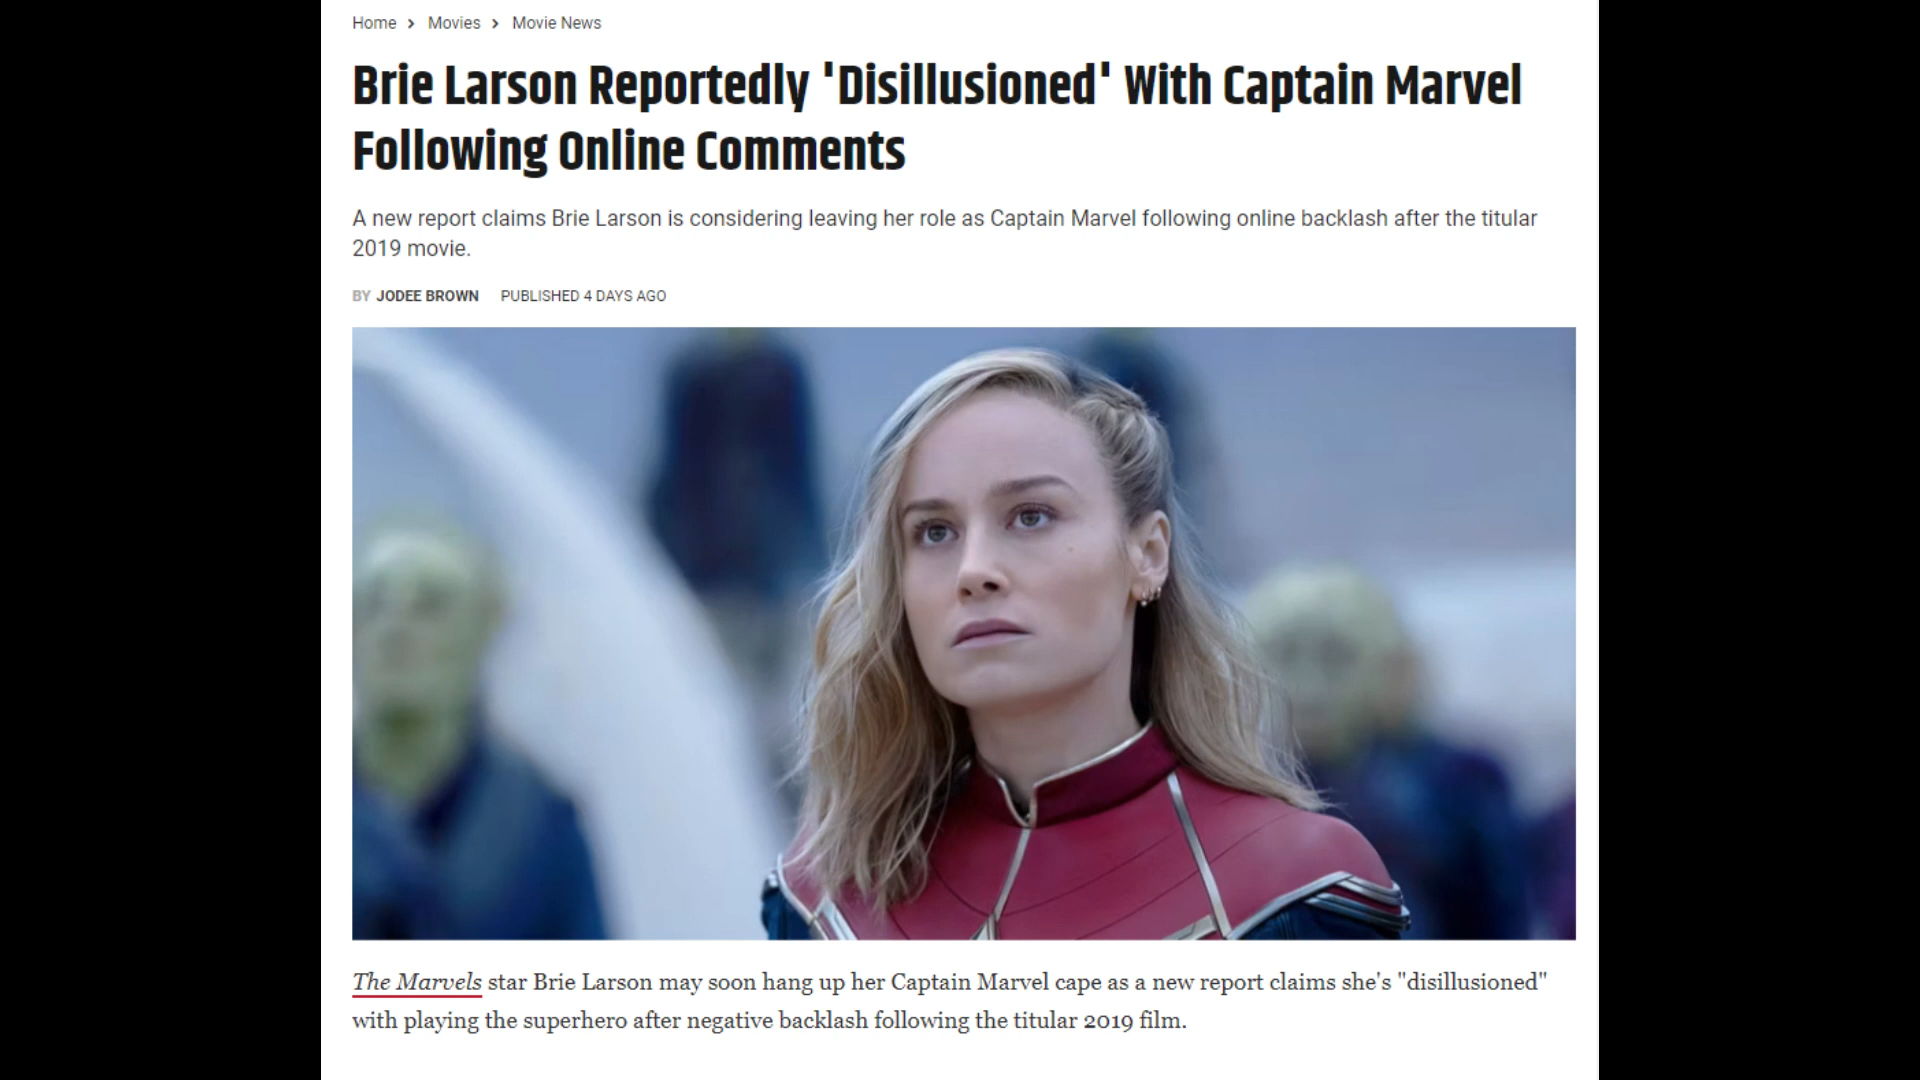 Home > Movies > Movie News
Brie Larson Reportedly 'Disillusioned' With Captain Marvel
Following Online Comments
A new report claims Brie Larson is considering leaving her role as Captain Marvel following online backlash after the titular
2019 movie.
BY JODEE BROWN PUBLISHED 4 DAYS AGO
The Marvels star Brie Larson may soon hang up her Captain Marvel cape as a new report claims she's "disillusioned"
with playing the superhero after negative backlash following the titular 2019 film.